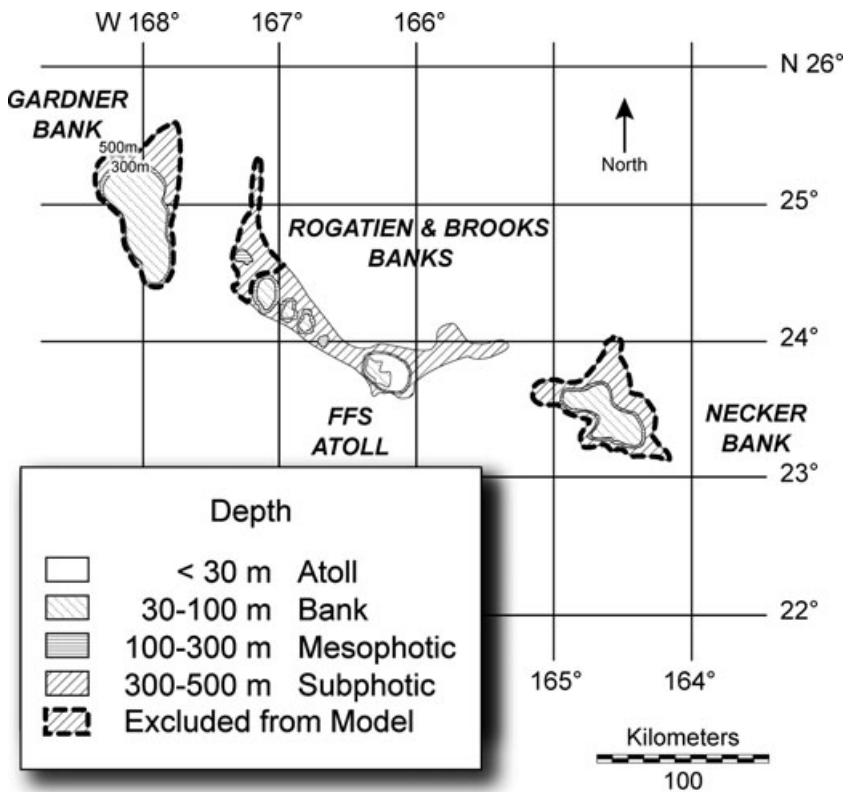 W 168° 167° 166°
N 26°
GARDNER
BANK
500m
300m
North
25°
ROGATIEN & BROOKS
BANKS
24°
FFS
ATOLL
NECKER
BANK
23°
Depth
< 30 m Atoll
30-100 m Bank
100-300 m Mesophotic
300-500 m Subphotic
Excluded from Model
22°
165° 164°
Kilometers
100